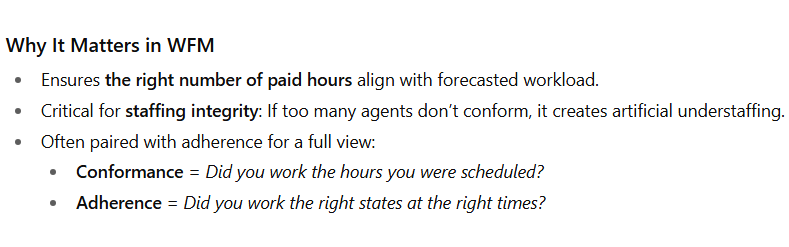 Why It Matters in WFM
• Ensures the right number of paid hours align with forecasted workload.
• Critical for staffing integrity: If too many agents don’t conform, it creates artificial understaffing.
• Often paired with adherence for a full view:
• Conformance = Did you work the hours you were scheduled?
• Adherence = Did you work the right states at the right times?